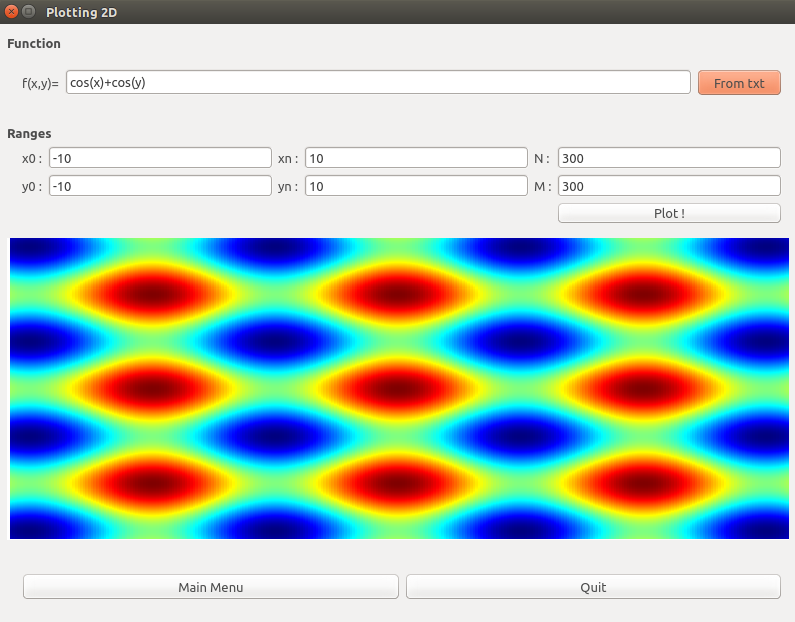 Plotting 2D
Function
f(x,y)= cos(x)+cos(y) From txt
Ranges
x0 : -10 xn : 10 N : 300
y0 : -10 yn : 10 M : 300
Plot !
Main Menu Quit